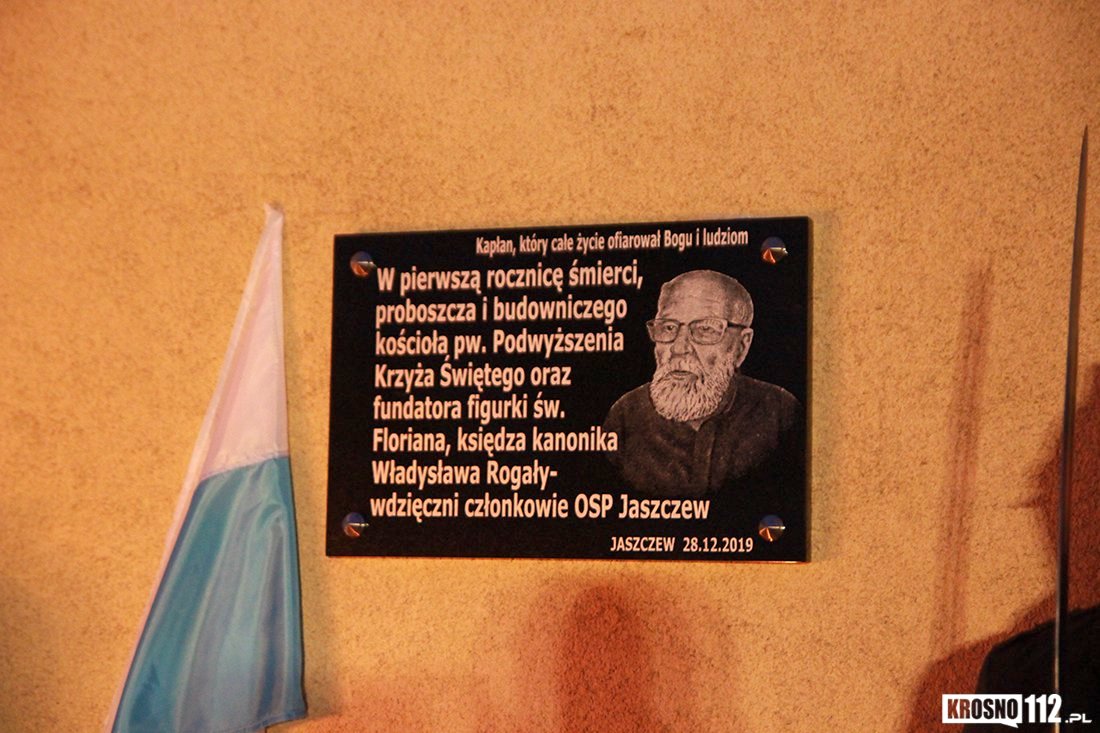 Kapłan, który całe życie ofiarował Bogu i ludziom
W pierwszą rocznicę śmierci,
proboszcza i budowniczego
kościoła pw. Podwyższenia
Krzyża Świętego oraz
fundatora figurki św.
Floriana, księdza kanonika
Władysława Rogały-
wdzięczni członkowie OSP Jaszczew
JASZCZEW 28.12.2019
KROSNO112.PL